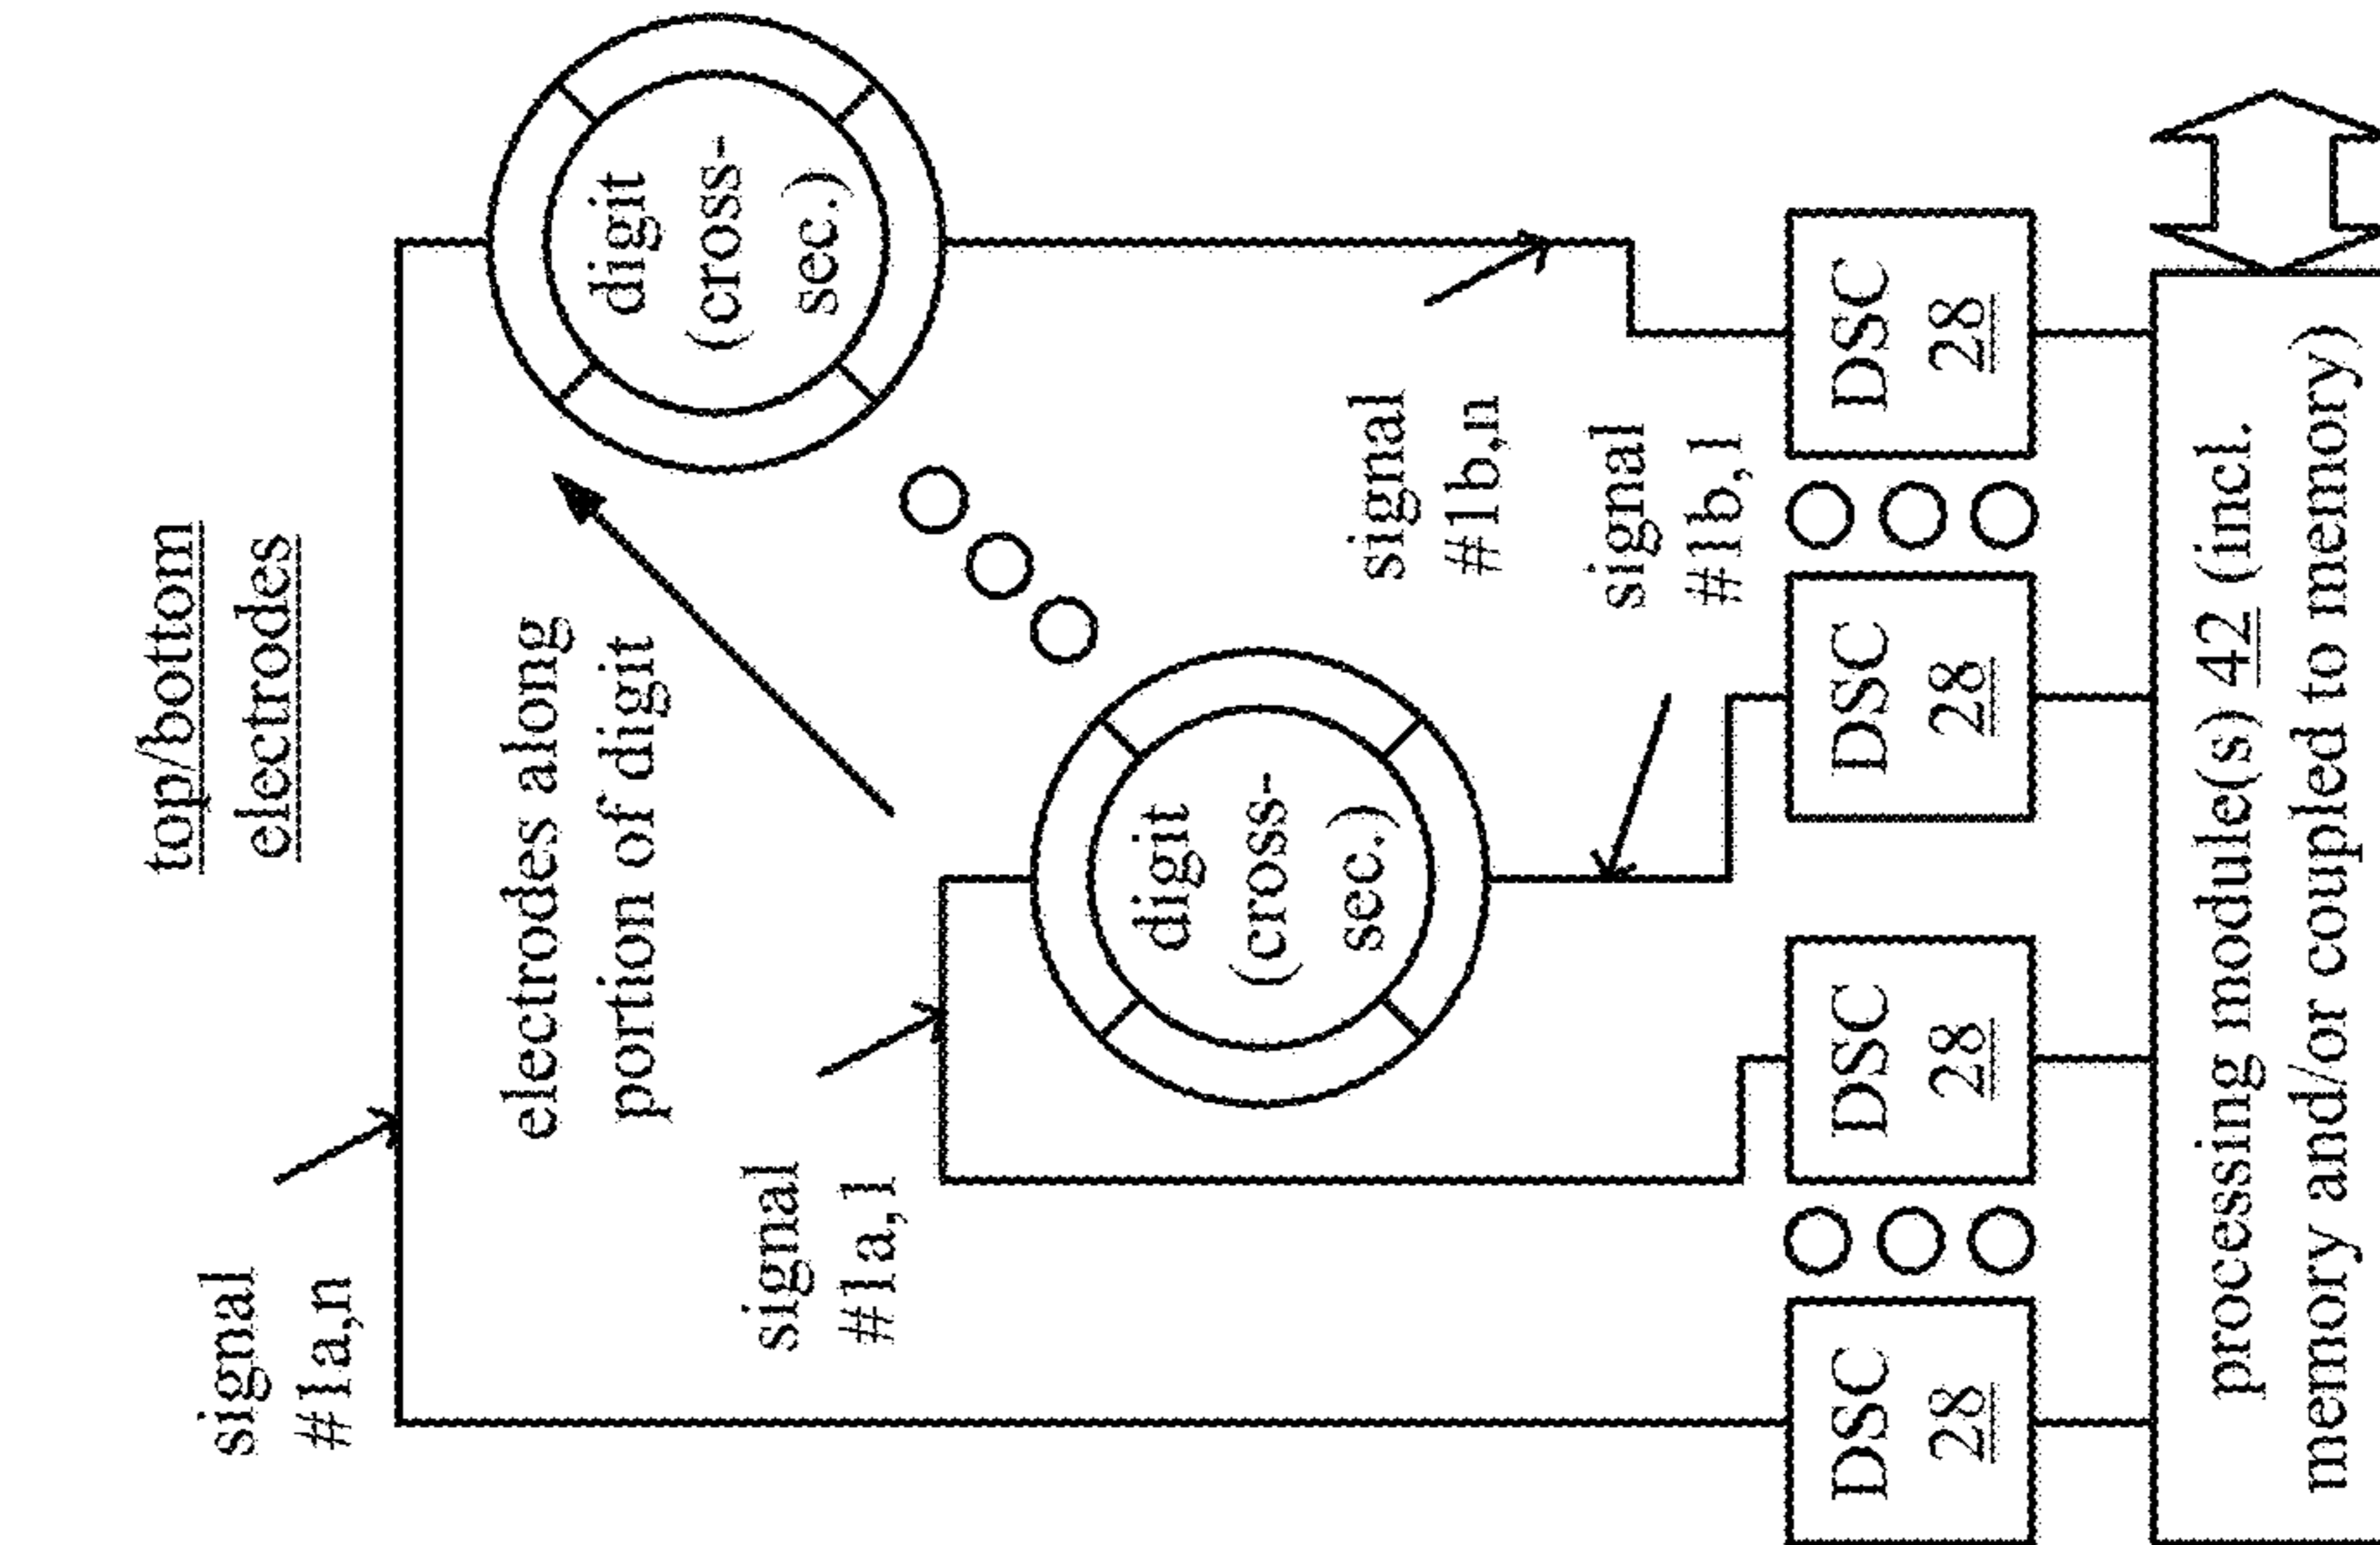 top/bottom
electrodes
signal
#1a,n
electrodes along
portion of digit
digit
(cross-
sec.)
signal
#1a,1
digit
(cross-
sec.)
signal
#1b,n
signal
#1b,1
DSC
28
DSC
28
DSC
28
DSC
28
processing module(s) 42 (incl.
memory and/or coupled to memory)